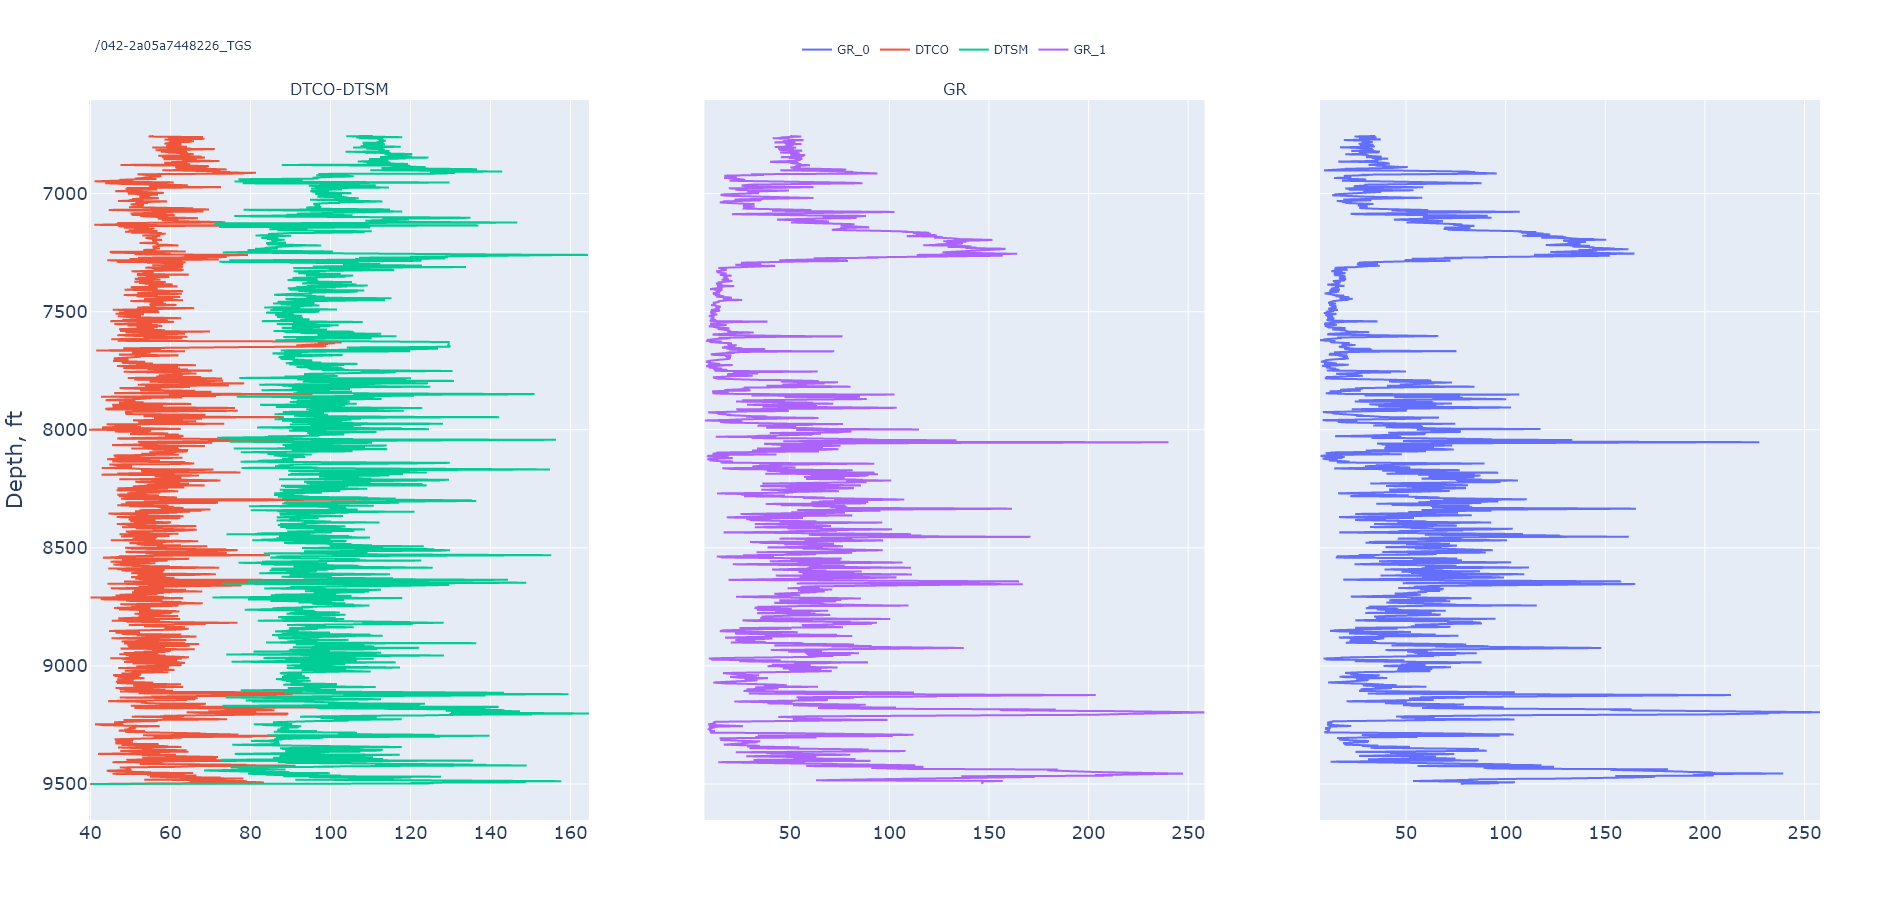 /042-2a05a7448226_TGS
GR_0 DTCO DTSM GR_1
DTCO-DTSM GR
Depth, ft
7000
7500
8000
8500
9000
9500
40 60 80 100 120 140 160 50 100 150 200 250 50 100 150 200 250